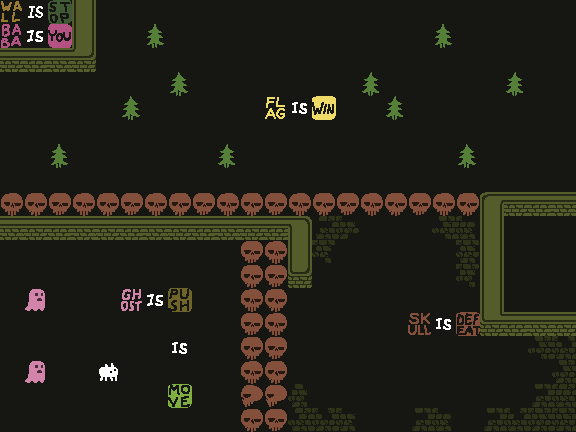 WALL IS STOP
BABA IS YOU
FLAG IS WIN
GHOST IS PUSH
SKULL IS DEFEAT
IS
MOVE